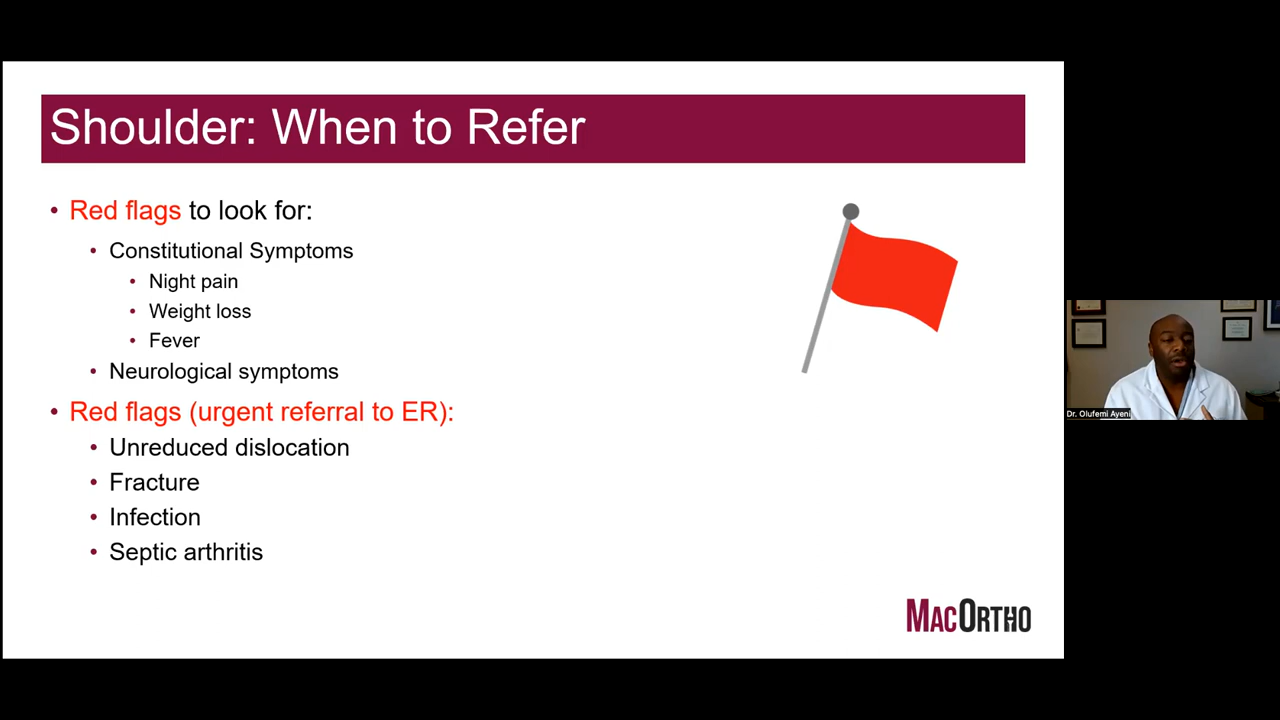 Shoulder: When to Refer
• Red flags to look for:
• Constitutional Symptoms
• Night pain
• Weight loss
• Fever
• Neurological symptoms
• Red flags (urgent referral to ER):
• Unreduced dislocation
• Fracture
• Infection
• Septic arthritis
MACORTHO
Dr. Olufemi Ayeni